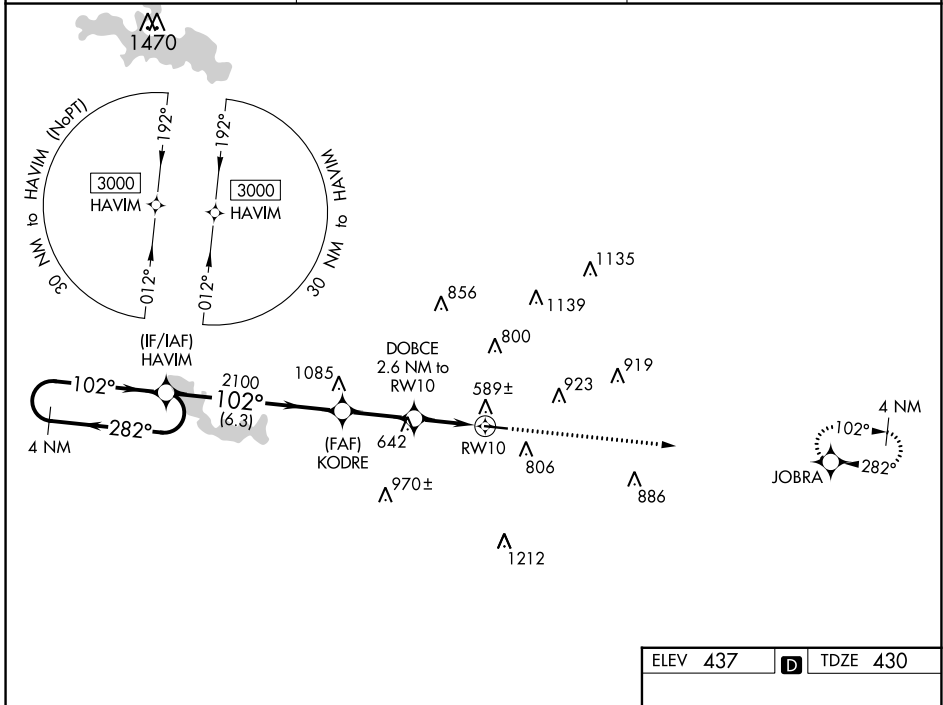 1470
30 NM to HAVIM (NoPT)
192°
3000
HAVIM
012°
192°
3000
HAVIM
012°
30 NM to HAVIM
1135
856
1139
800
(IF/IAF)
HAVIM
DOBCE
2.6 NM to
RW10
1085
2100
102°
(6.3)
589±
919
923
102°
282°
4 NM
(FAF)
KODRE
642
RW10
806
4 NM
102°
282°
JOBRA
970±
886
1212
ELEV 437
D
TDZE 430